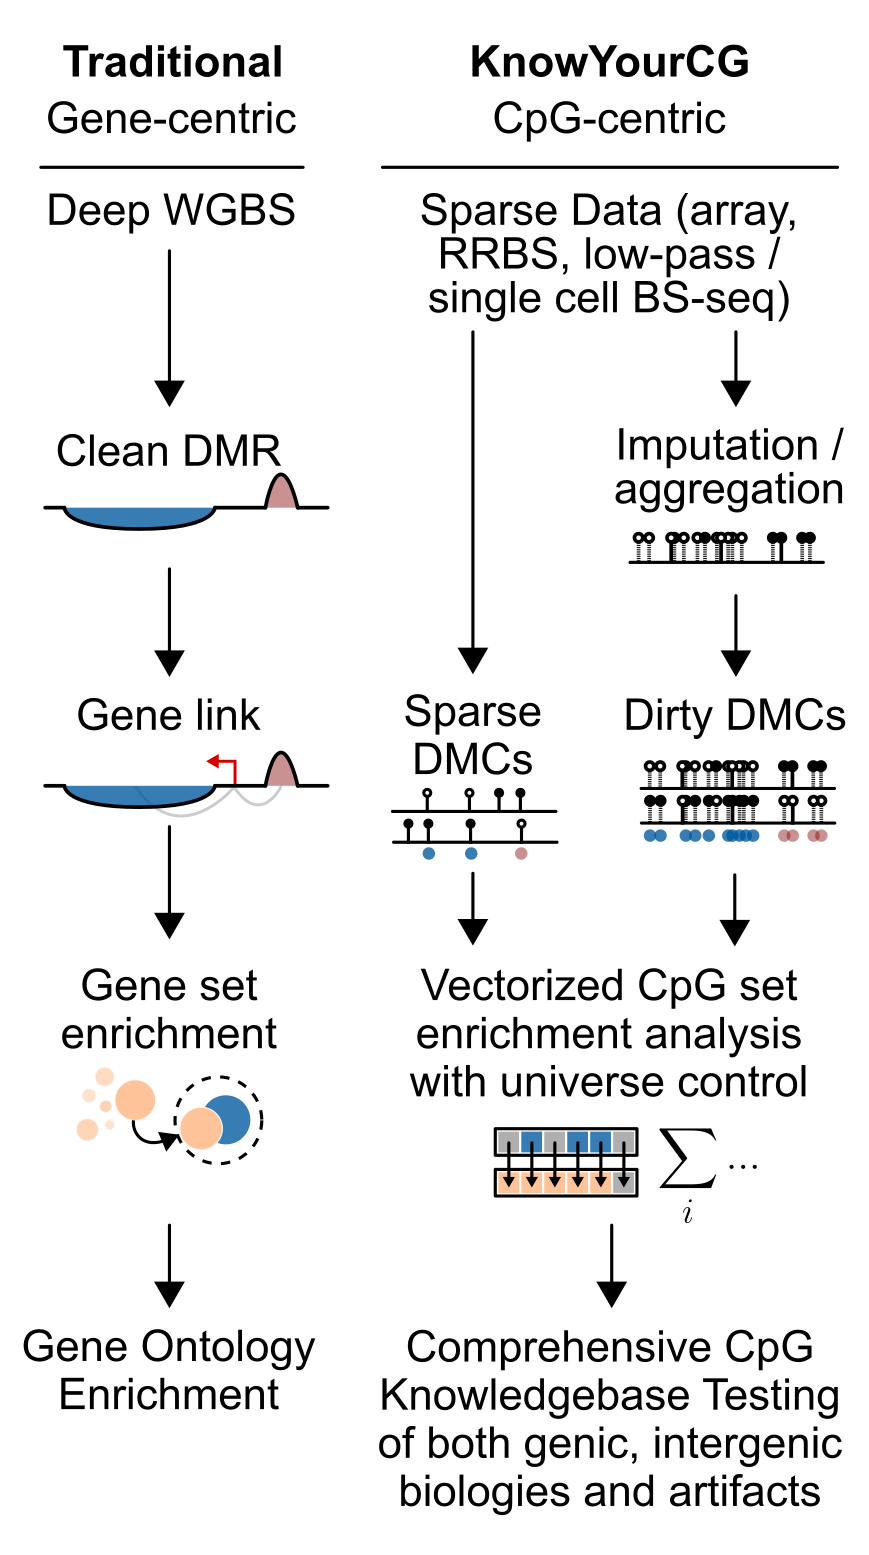 Traditional
Gene-centric
Deep WGBS
Clean DMR
Gene link
Gene set
enrichment
Gene Ontology
Enrichment
KnowYourCG
CpG-centric
Sparse Data (array,
RRBS, low-pass /
single cell BS-seq)
Imputation /
aggregation
Sparse
DMCs
Dirty DMCs
Vectorized CpG set
enrichment analysis
with universe control
∑ ...
i
Comprehensive CpG
Knowledgebase Testing
of both genic, intergenic
biologies and artifacts